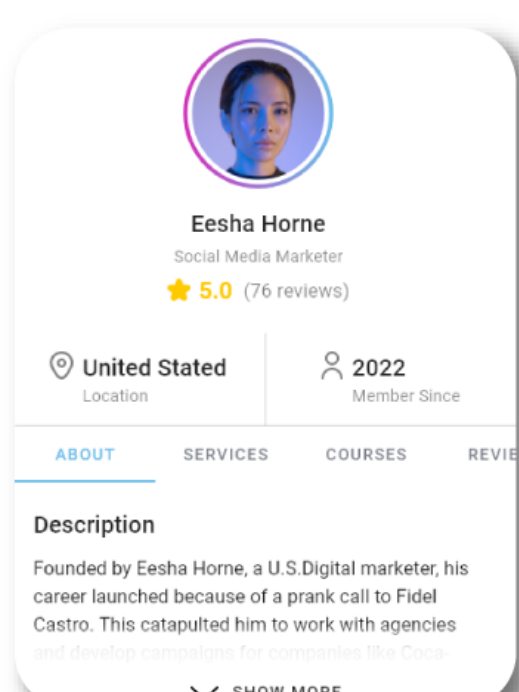 Eesha Horne
Social Media Marketer
5.0 (76 reviews)
United Stated 2022
Location Member Since
ABOUT SERVICES COURSES REVIE
Description
Founded by Eesha Horne, a U.S.Digital marketer, his
career launched because of a prank call to Fidel
Castro. This catapulted him to work with agencies
and develop campaigns for companies like Coca-
SHOW MORE